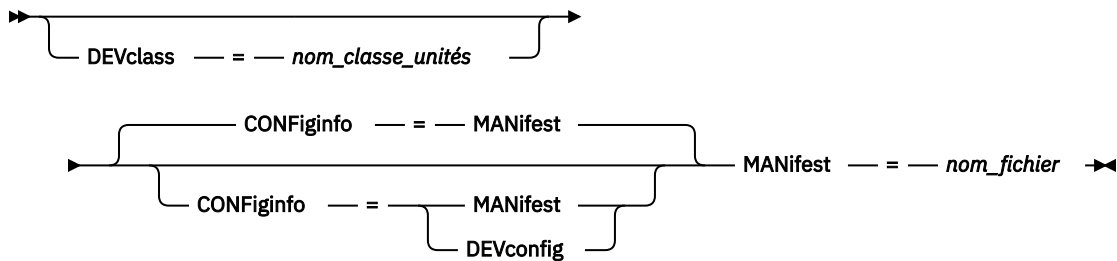 DEVclass = nom_classe_unités
CONFiginfo = MANifest
MANifest = nom_fichier
CONFiginfo = MANifest
DEVconfig